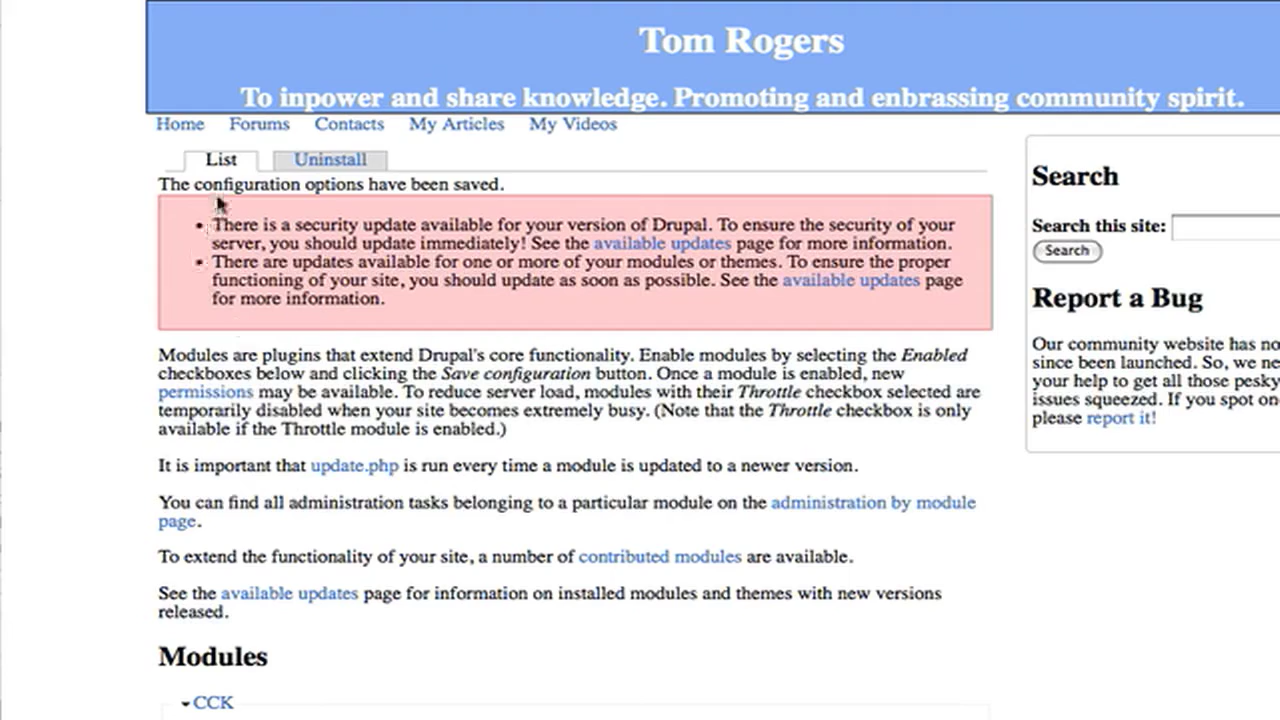 Tom Rogers
To inpower and share knowledge. Promoting and enbrassing community spirit.
Home Forums Contacts My Articles My Videos
List Uninstall
The configuration options have been saved.
• There is a security update available for your version of Drupal. To ensure the security of your
server, you should update immediately! See the available updates page for more information.
• There are updates available for one or more of your modules or themes. To ensure the proper
functioning of your site, you should update as soon as possible. See the available updates page
for more information.
Modules are plugins that extend Drupal's core functionality. Enable modules by selecting the Enabled
checkboxes below and clicking the Save configuration button. Once a module is enabled, new
permissions may be available. To reduce server load, modules with their Throttle checkbox selected are
temporarily disabled when your site becomes extremely busy. (Note that the Throttle checkbox is only
available if the Throttle module is enabled.)
It is important that update.php is run every time a module is updated to a newer version.
You can find all administration tasks belonging to a particular module on the administration by module
page.
To extend the functionality of your site, a number of contributed modules are available.
See the available updates page for information on installed modules and themes with new versions
released.
Modules
CCK
Search
Search this site:
Search
Report a Bug
Our community website has no
since been launched. So, we ne
your help to get all those pesky
issues squeezed. If you spot on
please report it!